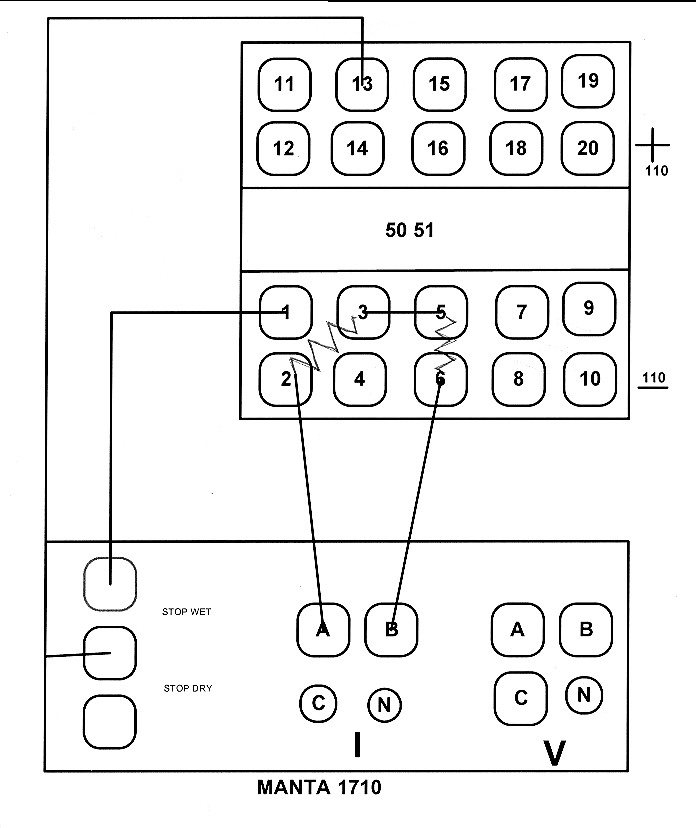 11 13 15 17 19
12 14 16 18 20
+
110
50 51
1 3 5 7 9
2 4 6 8 10
110
STOP WET
A B A B
STOP DRY
C N C N
I V
MANTA 1710